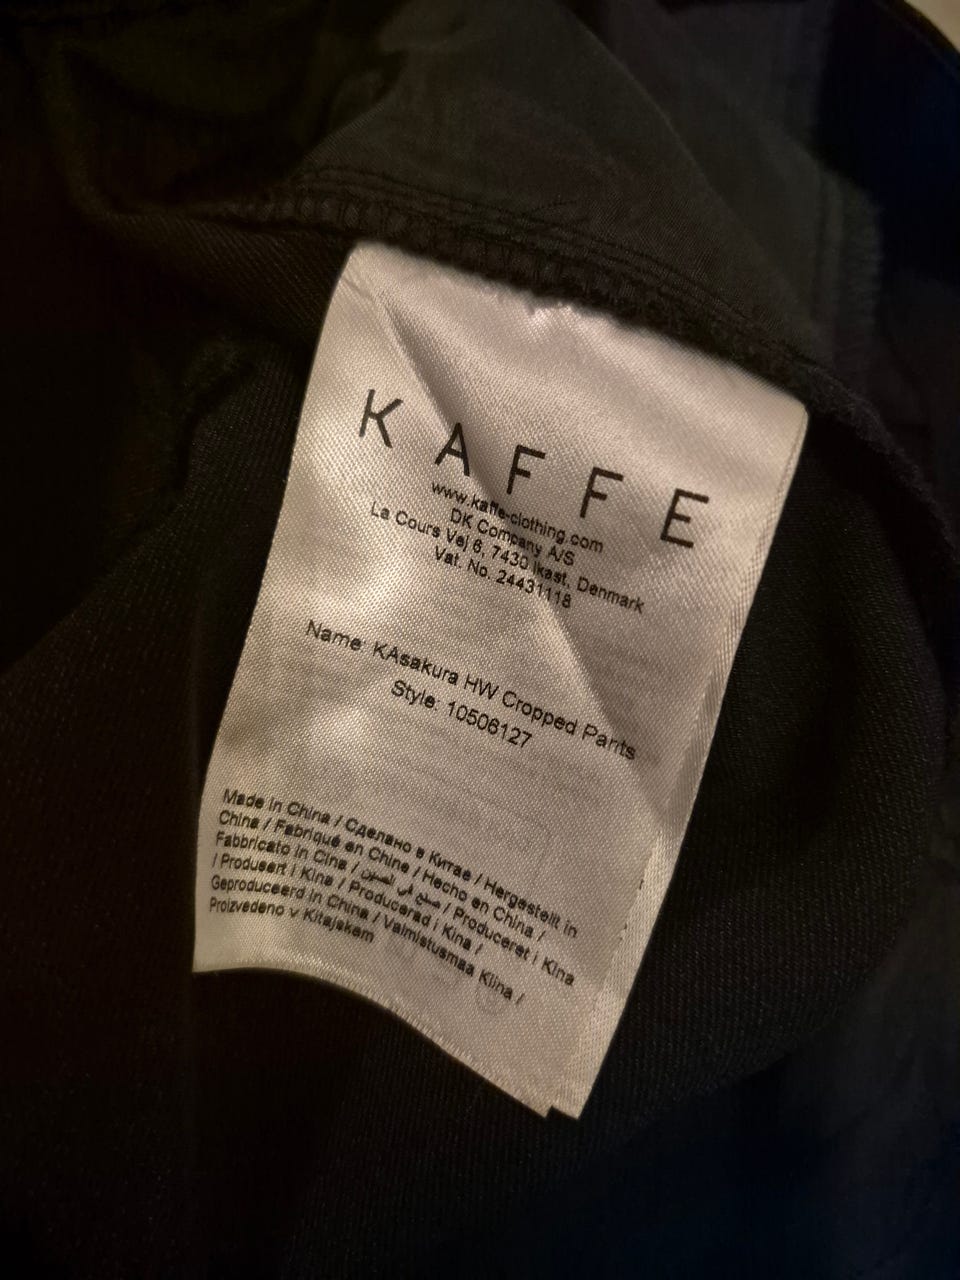 KAFFE
www.kaffe-clothing.com
DK Company A/S
La Cours Vej 6, 7430 Ikast, Denmark
Vat. No. 24431118
Name: KAsakura HW Cropped Pants
Style: 10506127
Made in China / Сделано в Китае / Hergestellt in
China / Fabriqué en Chine / Hecho en China /
Fabbricato in Cina / صنع في الصين / Produceret i Kina
/ Produsert i Kina / Producerad i Kina /
Geproduceerd in China / Valmistusmaa Kiina /
Proizvedeno v Kitajskem